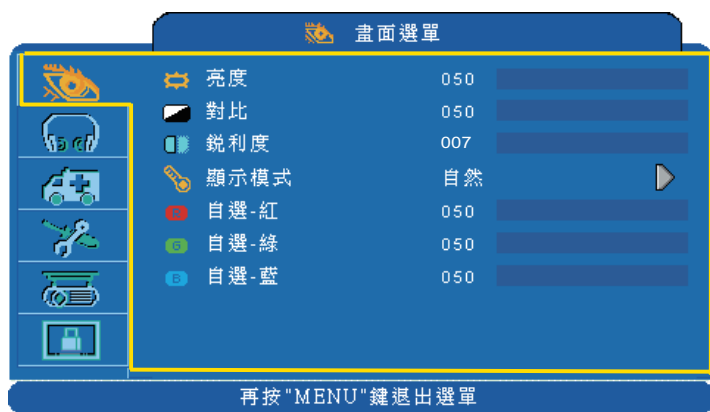 畫面選單
亮度 050
對比 050
銳利度 007
顯示模式 自然
R 自選-紅 050
G 自選-綠 050
B 自選-藍 050
再按"MENU"鍵退出選單